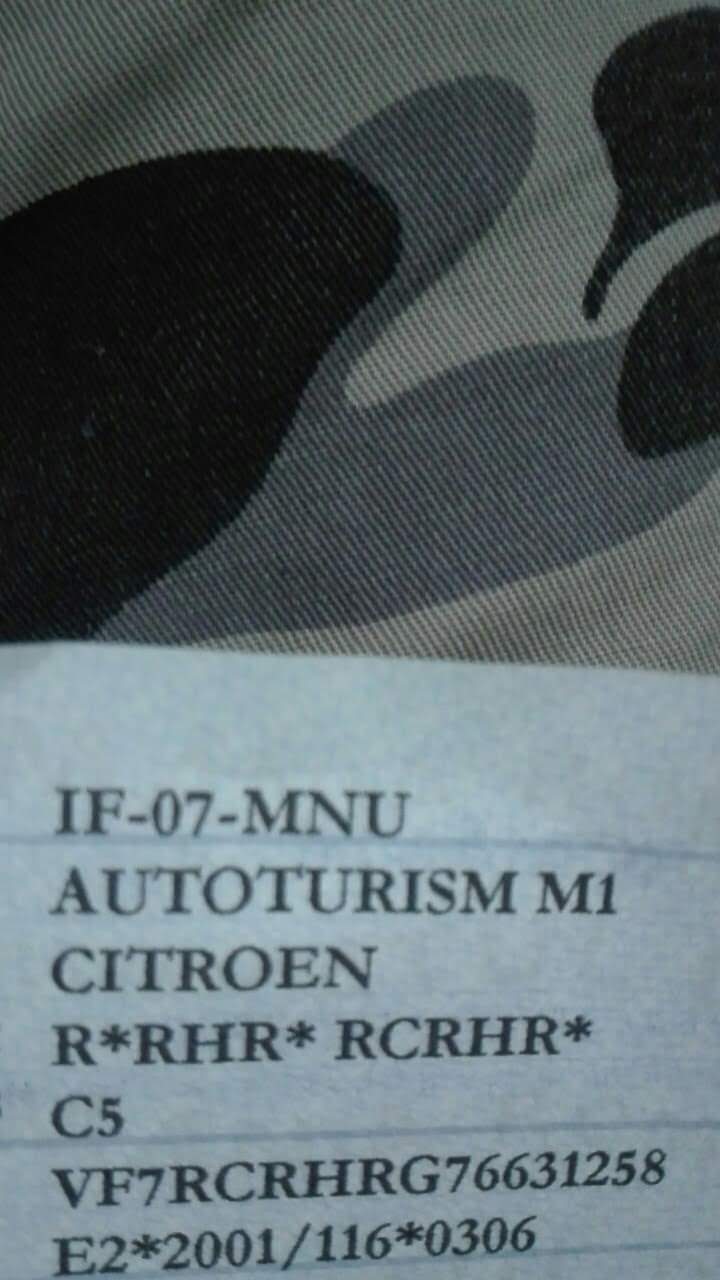 IF-07-MNU
AUTOTURISM M1
CITROEN
R*RHR* RCRHR*
C5
VF7RCRHRG76631258
E2*2001/116*0306